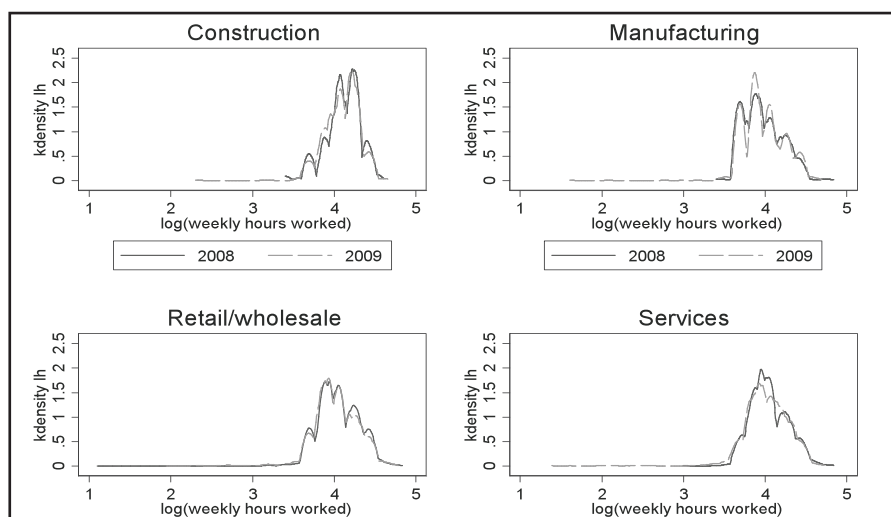 Construction
kdensity lh
0 .5 1 1.5 2 2.5
1 2 3 4 5
log(weekly hours worked)
2008 2009
Manufacturing
kdensity lh
0 .5 1 1.5 2 2.5
1 2 3 4 5
log(weekly hours worked)
2008 2009
Retail/wholesale
kdensity lh
0 .5 1 1.5 2 2.5
1 2 3 4 5
log(weekly hours worked)
Services
kdensity lh
0 .5 1 1.5 2 2.5
1 2 3 4 5
log(weekly hours worked)